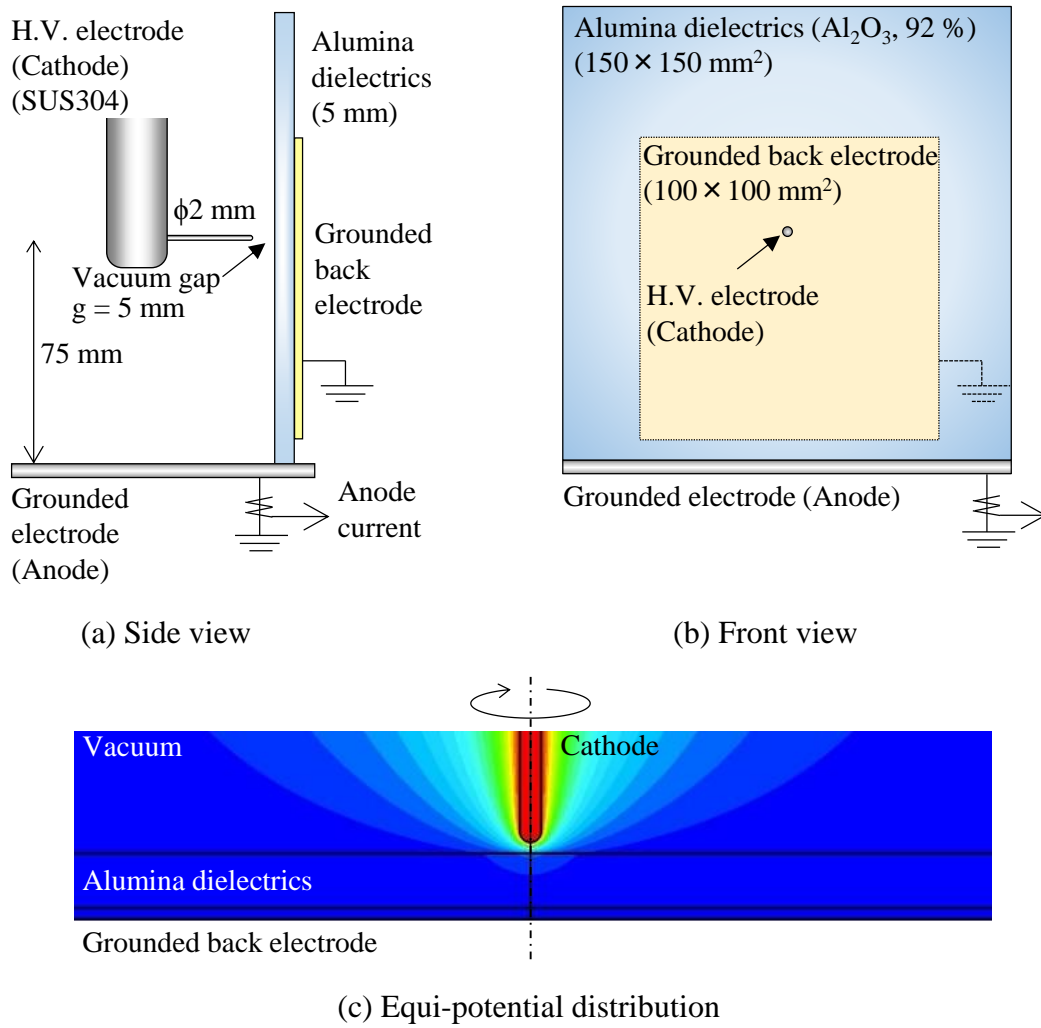 H.V. electrode
(Cathode)
(SUS304)
Alumina
dielectrics
(5 mm)
ϕ2 mm
Vacuum gap
g = 5 mm
Grounded
back
electrode
75 mm
Grounded
electrode
(Anode)
Anode
current
(a) Side view
Alumina dielectrics (Al₂O₃, 92 %)
(150 × 150 mm²)
Grounded back electrode
(100 × 100 mm²)
H.V. electrode
(Cathode)
Grounded electrode (Anode)
(b) Front view
Vacuum
Cathode
Alumina dielectrics
Grounded back electrode
(c) Equi-potential distribution